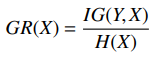 GR(X) = IG(Y,X) / H(X)